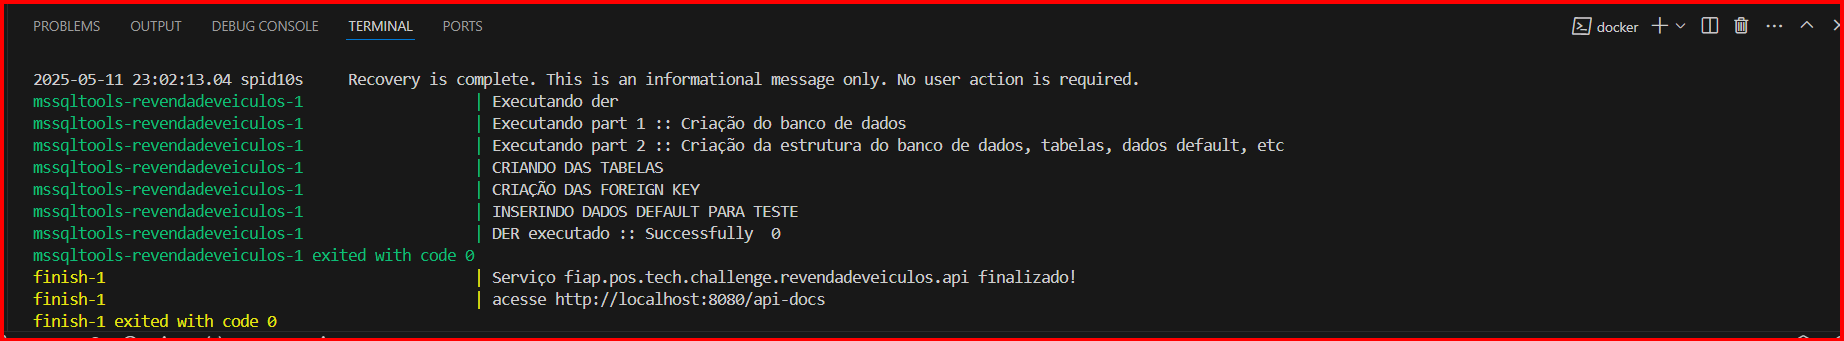 PROBLEMS OUTPUT DEBUG CONSOLE TERMINAL PORTS docker
2025-05-11 23:02:13.04 spid10s     Recovery is complete. This is an informational message only. No user action is required.
mssqltools-revendadeveiculos-1 | Executando der
mssqltools-revendadeveiculos-1 | Executando part 1 :: Criação do banco de dados
mssqltools-revendadeveiculos-1 | Executando part 2 :: Criação da estrutura do banco de dados, tabelas, dados default, etc
mssqltools-revendadeveiculos-1 | CRIANDO DAS TABELAS
mssqltools-revendadeveiculos-1 | CRIAÇÃO DAS FOREIGN KEY
mssqltools-revendadeveiculos-1 | INSERINDO DADOS DEFAULT PARA TESTE
mssqltools-revendadeveiculos-1 | DER executado :: Successfully  0
mssqltools-revendadeveiculos-1 exited with code 0
finish-1 | Serviço fiap.pos.tech.challenge.revendadeveiculos.api finalizado!
finish-1 | acesse http://localhost:8080/api-docs
finish-1 exited with code 0